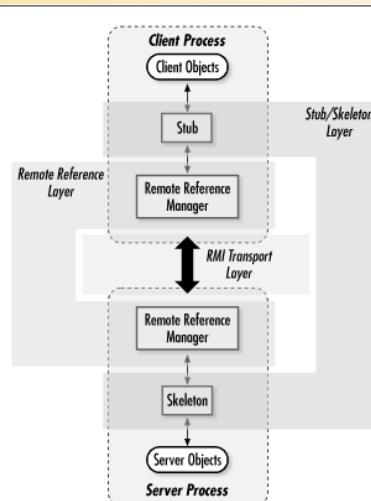 Client Process
Client Objects
Stub
Stub/Skeleton
Layer
Remote Reference
Layer
Remote Reference
Manager
RMI Transport
Layer
Remote Reference
Manager
Skeleton
Server Objects
Server Process